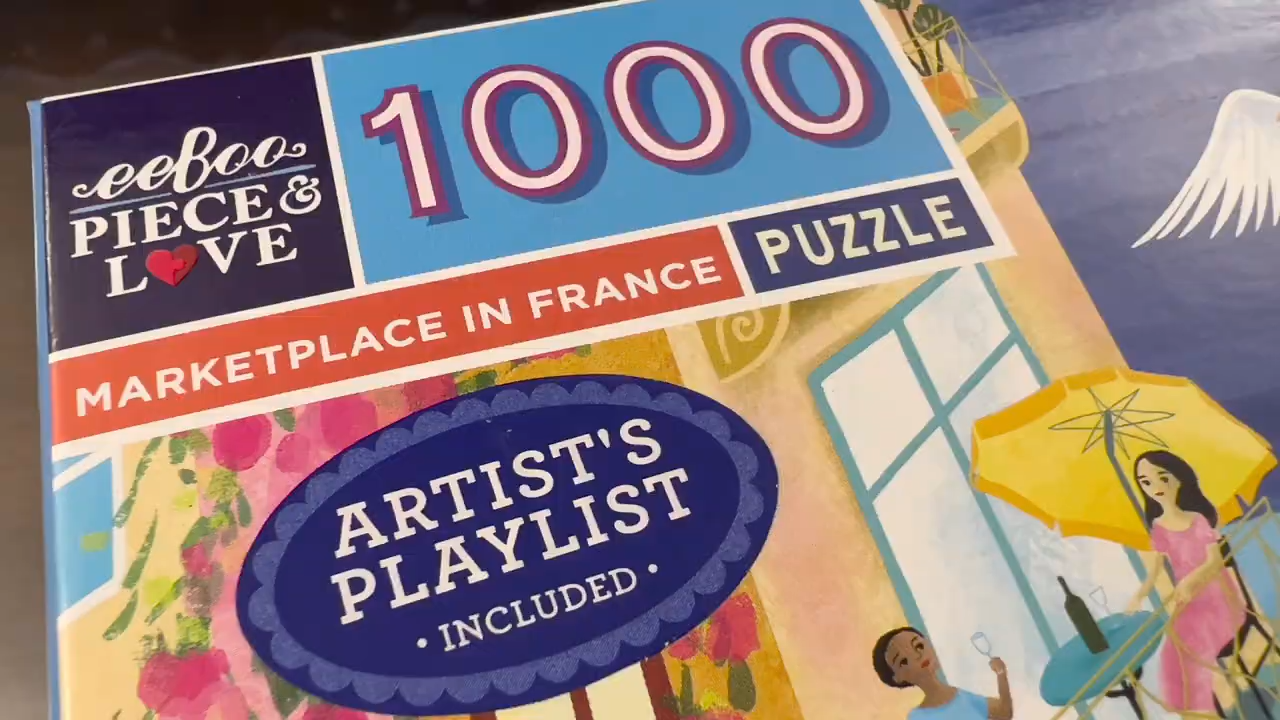 eeboo
PIECE &
LOVE
1000
MARKETPLACE IN FRANCE
PUZZLE
ARTIST'S
PLAYLIST
• INCLUDED •